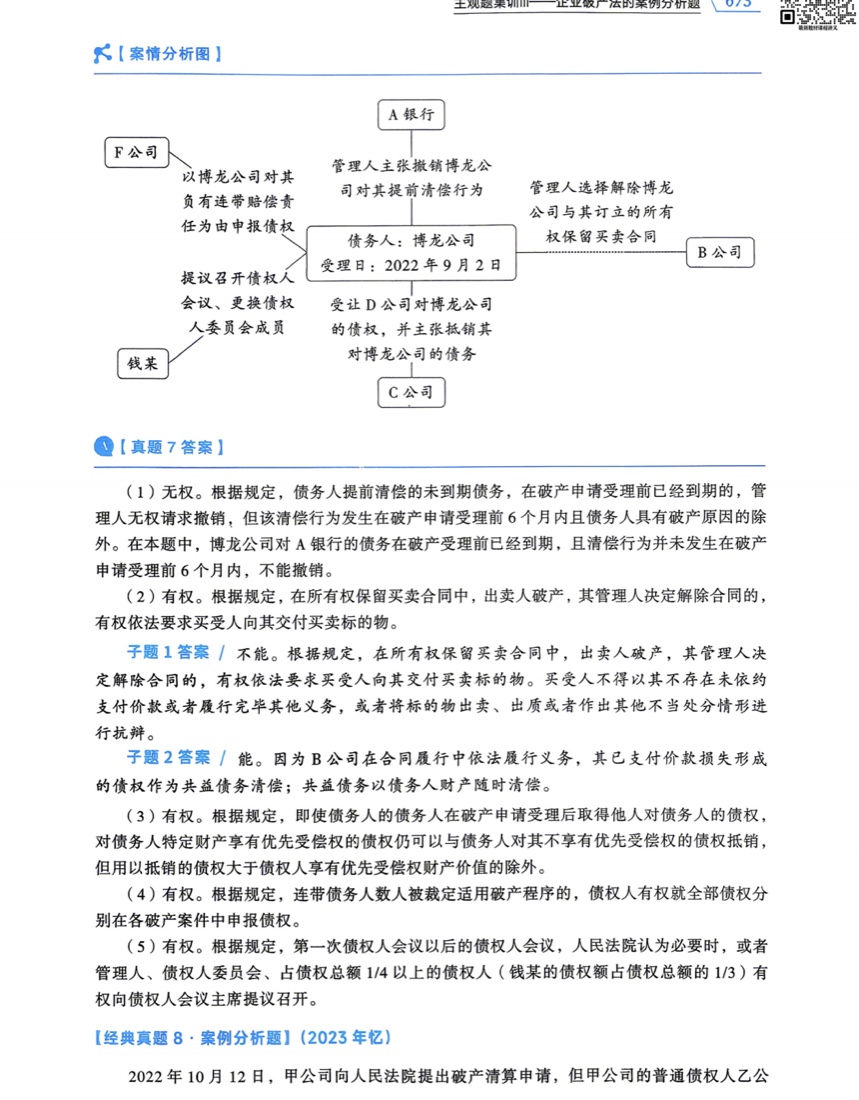 主观题集训III——企业破产法的案例分析题 673
【案情分析图】
A 银行
F 公司
管理人主张撤销博龙公
司对其提前清偿行为
以博龙公司对其
负有连带赔偿责
任为由申报债权
管理人选择解除博龙
公司与其订立的所有
权保留买卖合同
债务人：博龙公司
受理日：2022 年 9 月 2 日
B 公司
提议召开债权人
会议、更换债权
人委员会成员
受让 D 公司对博龙公司
的债权，并主张抵销其
对博龙公司的债务
钱某
C 公司
【真题 7 答案】
（1）无权。根据规定，债务人提前清偿的未到期债务，在破产申请受理前已经到期的，管
理人无权请求撤销，但该清偿行为发生在破产申请受理前 6 个月内且债务人具有破产原因的除
外。在本题中，博龙公司对 A 银行的债务在破产受理前已经到期，且清偿行为并未发生在破产
申请受理前 6 个月内，不能撤销。
（2）有权。根据规定，在所有权保留买卖合同中，出卖人破产，其管理人决定解除合同的，
有权依法要求买受人向其交付买卖标的物。
子题 1 答案 / 不能。根据规定，在所有权保留买卖合同中，出卖人破产，其管理人决
定解除合同的，有权依法要求买受人向其交付买卖标的物。买受人不得以其不存在未依约
支付价款或者履行完毕其他义务，或者将标的物出卖、出质或者作出其他不当处分情形进
行抗辩。
子题 2 答案 / 能。因为 B 公司在合同履行中依法履行义务，其已支付价款损失形成
的债权作为共益债务清偿；共益债务以债务人财产随时清偿。
（3）有权。根据规定，即使债务人的债务人在破产申请受理后取得他人对债务人的债权，
对债务人特定财产享有优先受偿权的债权仍可以与债务人对其不享有优先受偿权的债权抵销，
但用以抵销的债权大于债权人享有优先受偿权财产价值的除外。
（4）有权。根据规定，连带债务人数人被裁定适用破产程序的，债权人有权就全部债权分
别在各破产案件中申报债权。
（5）有权。根据规定，第一次债权人会议以后的债权人会议，人民法院认为必要时，或者
管理人、债权人委员会、占债权总额 1/4 以上的债权人（钱某的债权额占债权总额的 1/3）有
权向债权人会议主席提议召开。
【经典真题 8 · 案例分析题】（2023 年忆）
2022 年 10 月 12 日，甲公司向人民法院提出破产清算申请，但甲公司的普通债权人乙公